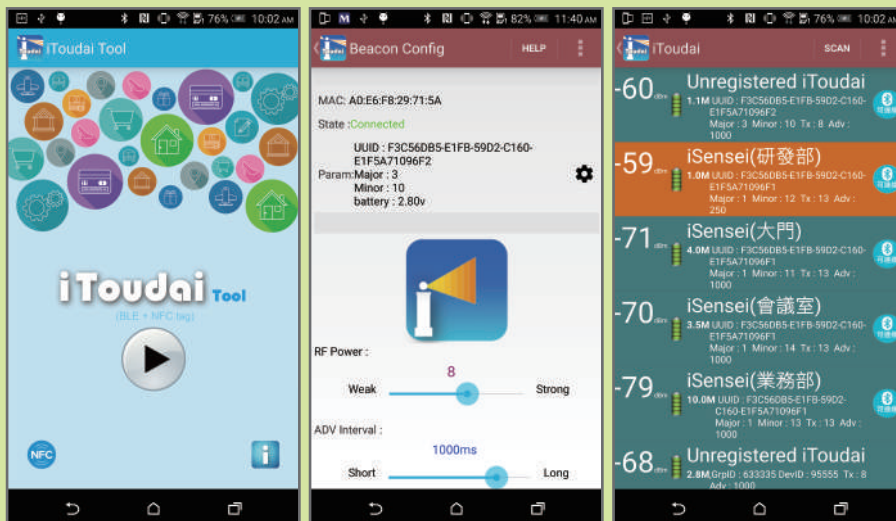 76% 10:02 AM
iToudai Tool
iToudai Tool
(BLE + NFC tag)
NFC
i
82% 11:40 AM
Beacon Config HELP
MAC: A0:E6:F8:29:71:5A
State :Connected
UUID : F3C56DB5-E1FB-59D2-C160-
E1F5A71096F2
Param:Major : 3
Minor : 10
battery : 2.80v
RF Power :
8
Weak Strong
ADV Interval :
1000ms
Short Long
76% 10:02 AM
iToudai SCAN
-60 dBm Unregistered iToudai
1.1M UUID : F3C56DB5-E1FB-59D2-C160-
E1F5A71096F2
Major : 3 Minor : 10 Tx : 8 Adv :
1000
-59 dBm iSensei(研發部)
1.0M UUID : F3C56DB5-E1FB-59D2-C160-
E1F5A71096F1
Major : 1 Minor : 12 Tx : 13 Adv :
250
-71 dBm iSensei(大門)
4.0M UUID : F3C56DB5-E1FB-59D2-C160-
E1F5A71096F1
Major : 1 Minor : 11 Tx : 13 Adv :
1000
-70 dBm iSensei(會議室)
3.5M UUID : F3C56DB5-E1FB-59D2-C160-
E1F5A71096F1
Major : 1 Minor : 14 Tx : 13 Adv :
1000
-79 dBm iSensei(業務部)
10.0M UUID : F3C56DB5-E1FB-59D2-
C160-E1F5A71096F1
Major : 1 Minor : 13 Tx : 13 Adv :
1000
-68 dBm Unregistered iToudai
2.8M,GrpID : 633335 DevID : 95555 Tx : 8
Adv : 1000